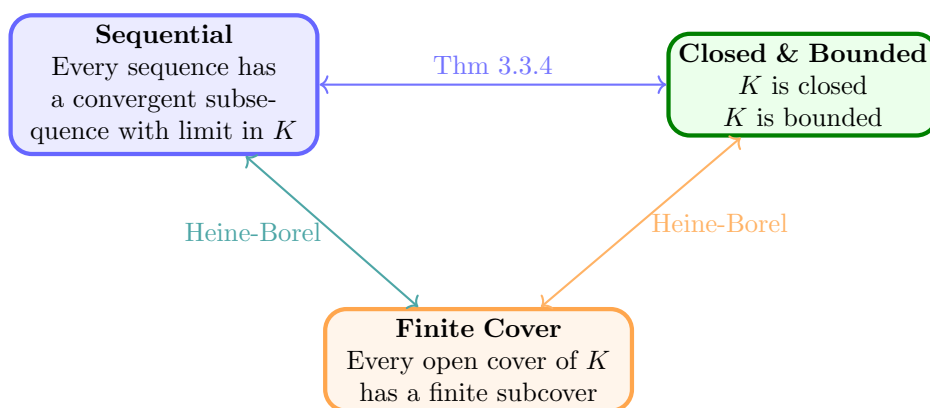 Sequential
Every sequence has
a convergent subse-
quence with limit in K
Thm 3.3.4
Closed & Bounded
K is closed
K is bounded
Heine-Borel
Heine-Borel
Finite Cover
Every open cover of K
has a finite subcover